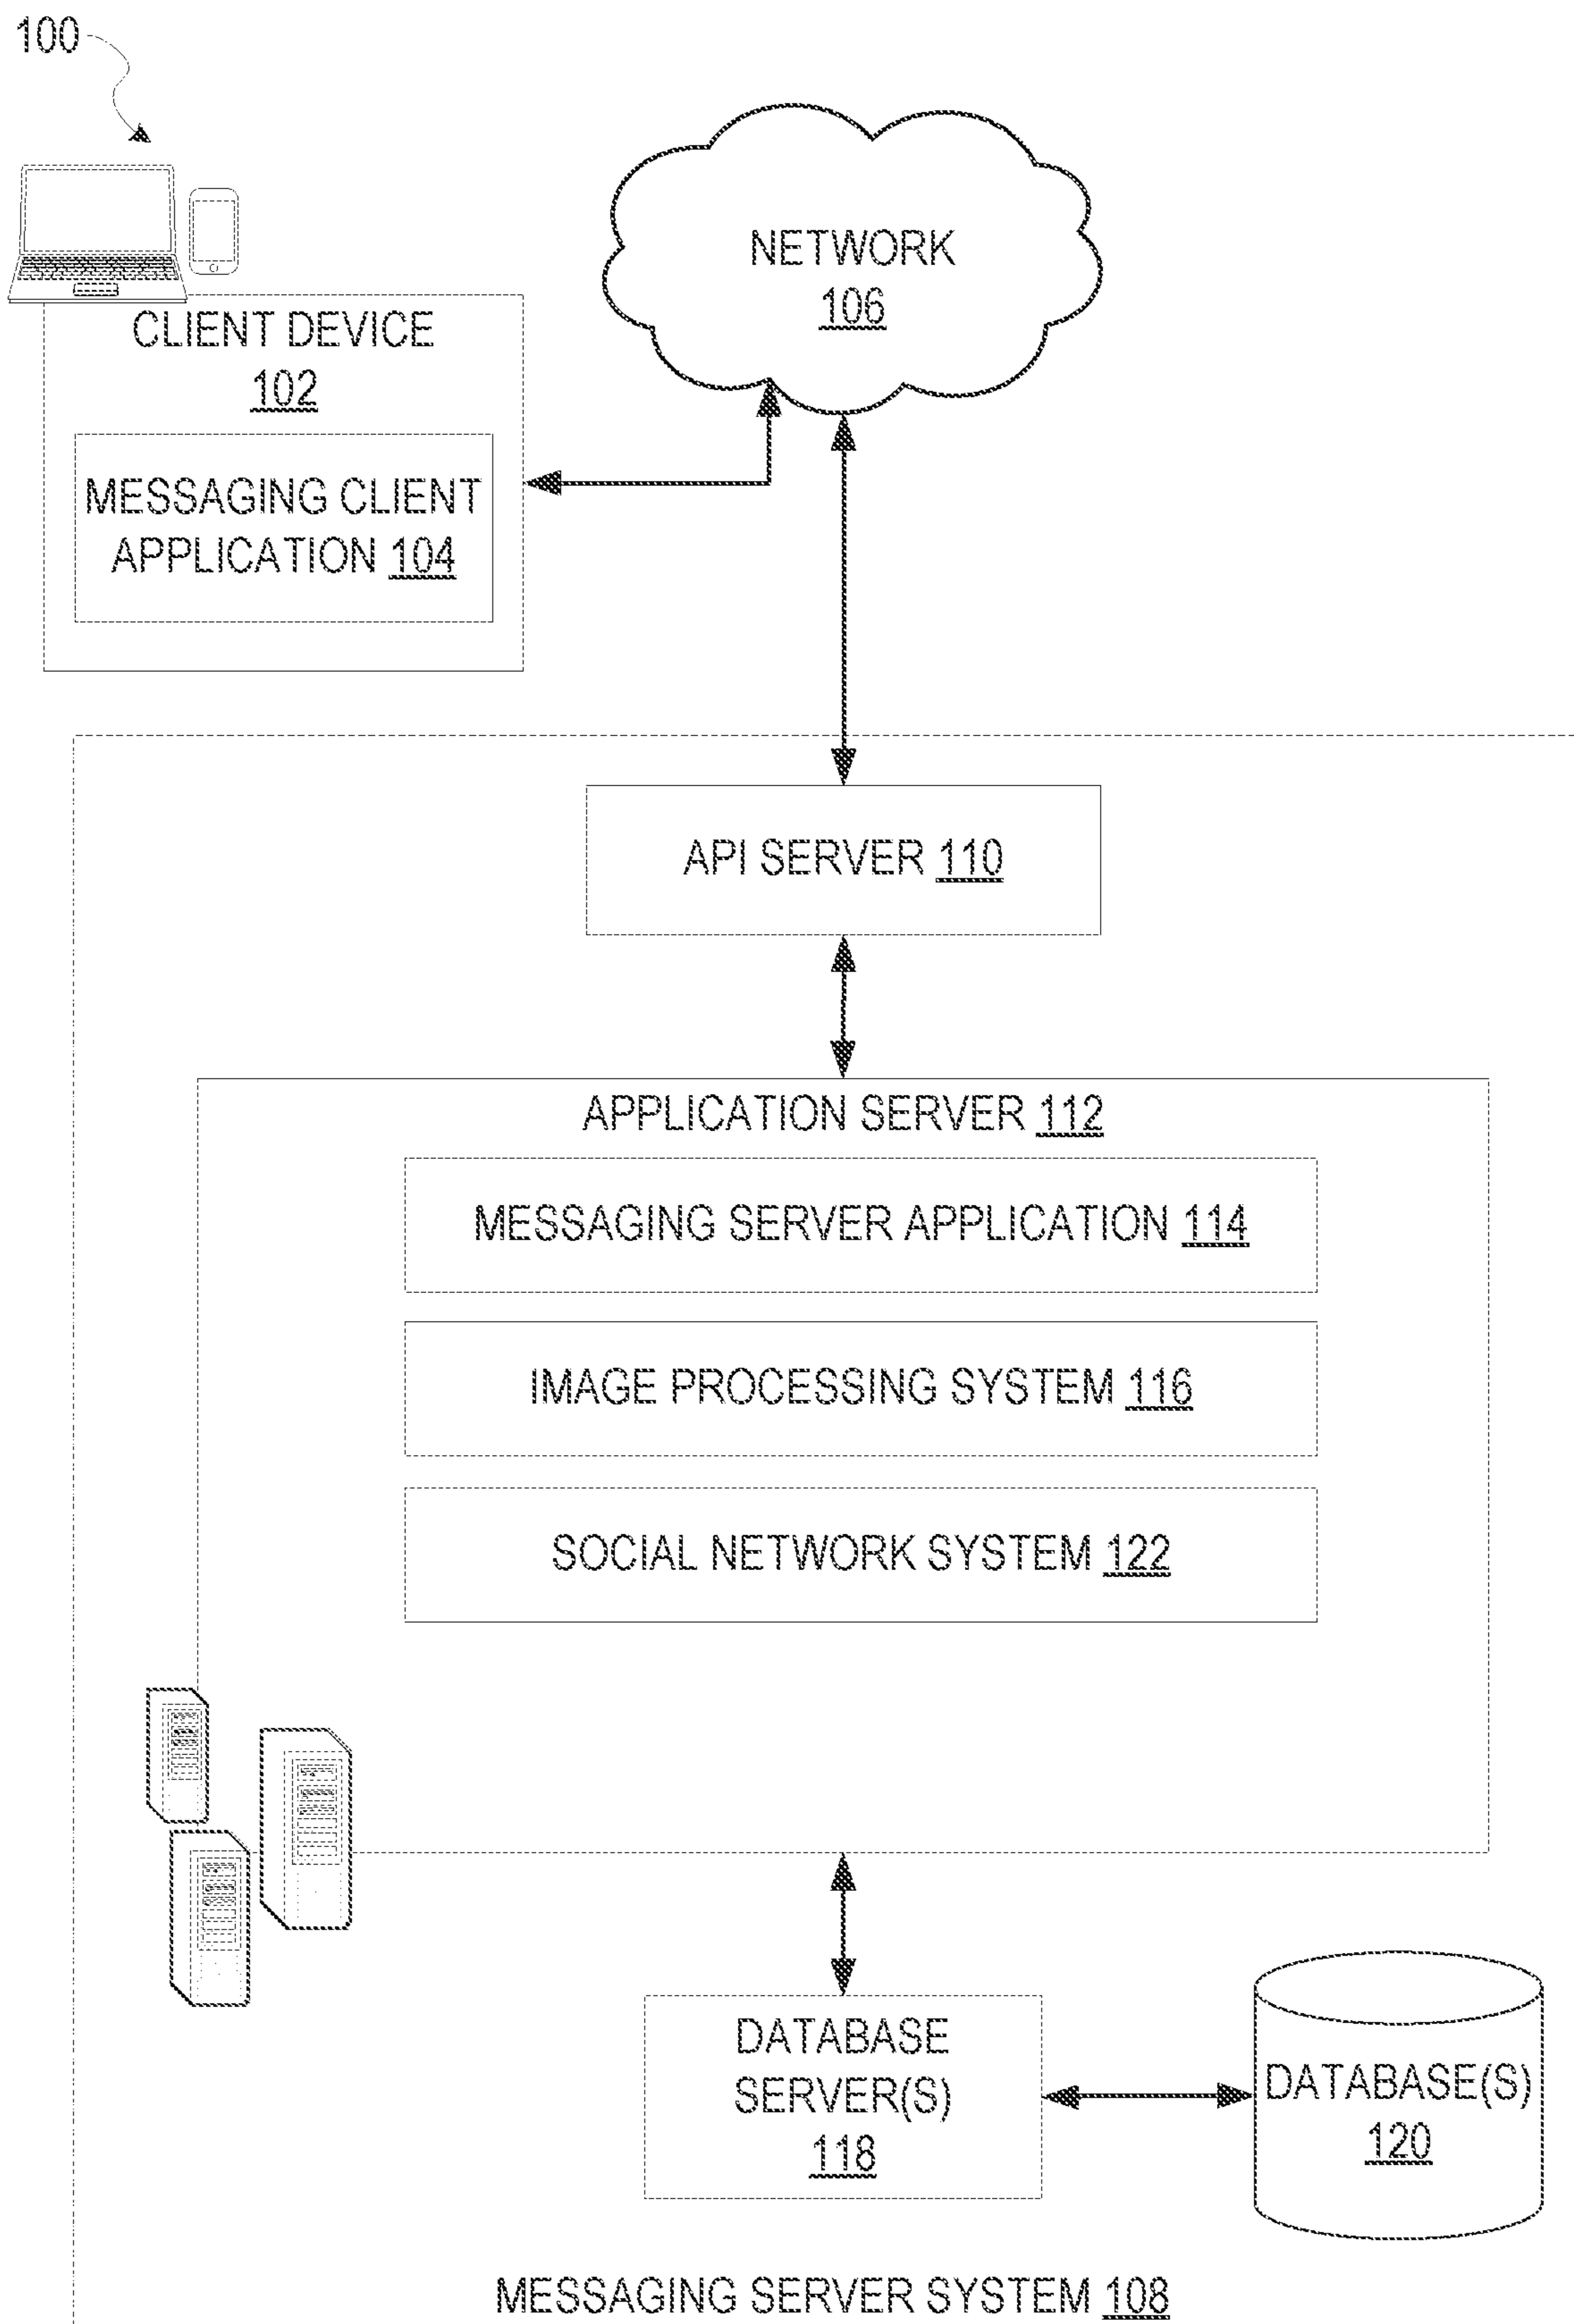 100
NETWORK
106
CLIENT DEVICE
102
MESSAGING CLIENT
APPLICATION 104
API SERVER 110
APPLICATION SERVER 112
MESSAGING SERVER APPLICATION 114
IMAGE PROCESSING SYSTEM 116
SOCIAL NETWORK SYSTEM 122
DATABASE
SERVER(S)
118
DATABASE(S)
120
MESSAGING SERVER SYSTEM 108